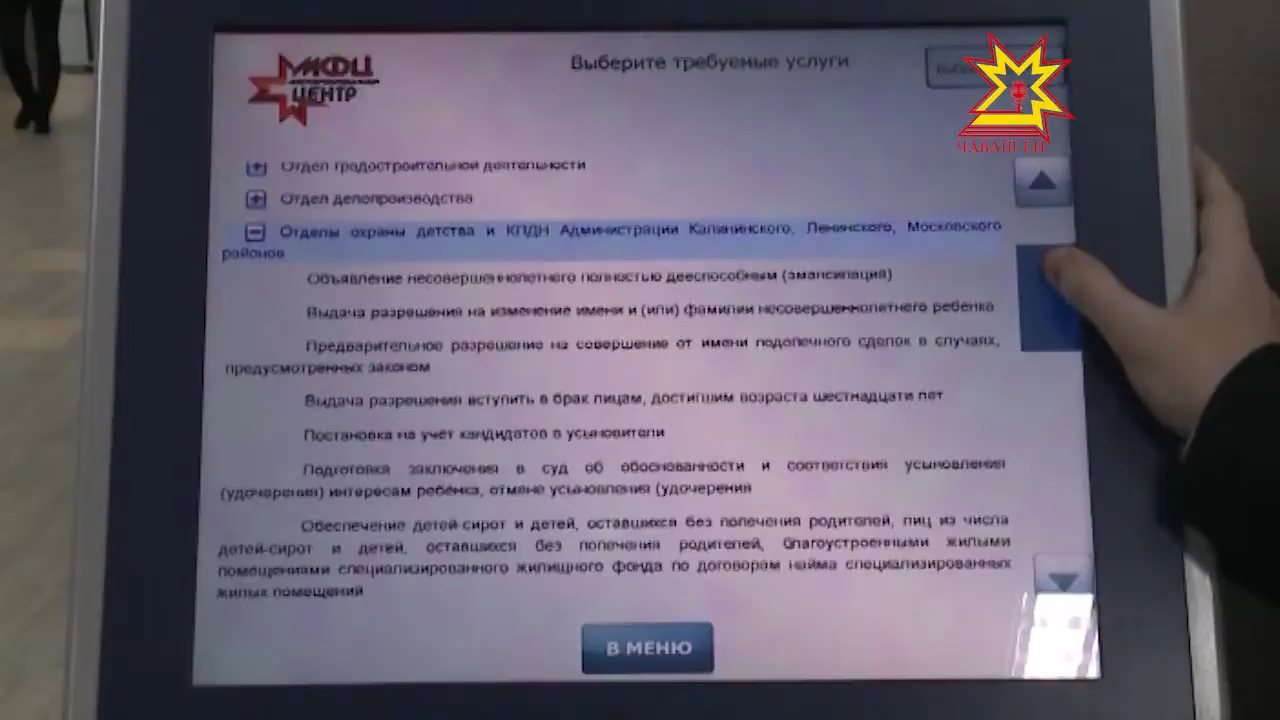 МФЦ
ЦЕНТР
Выберите требуемые услуги
ЧАВАШ ЕН
Отдел градостроительной деятельности
Отдел делопроизводства
Отделы охраны детства и КПДН Администрации Калининского, Ленинского, Московского
районов
Объявление несовершеннолетнего полностью дееспособным (эмансипация)
Выдача разрешения на изменение имени и (или) фамилии несовершеннолетнего ребенка
Предварительное разрешение на совершение от имени подопечного сделок в случаях,
предусмотренных законом
Выдача разрешения вступить в брак лицам, достигшим возраста шестнадцати лет
Постановка на учет кандидатов в усыновители
Подготовка заключения в суд об обоснованности и соответствия усыновления
(удочерения) интересам ребенка, отмене усыновления (удочерения
Обеспечение детей-сирот и детей, оставшихся без попечения родителей, лиц из числа
детей-сирот и детей, оставшихся без попечения родителей, благоустроенными жилыми
помещениями специализированного жилищного фонда по договорам найма специализированных
жилых помещений
В МЕНЮ